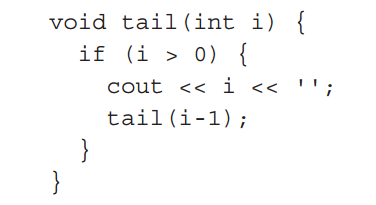 void tail(int i) {
if (i > 0) {
cout << i << '';
tail(i-1);
}
}